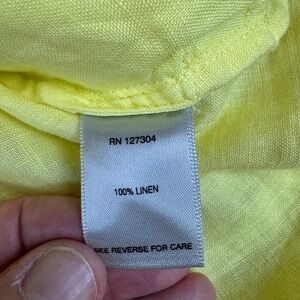 RN 127304
100% LINEN
SEE REVERSE FOR CARE